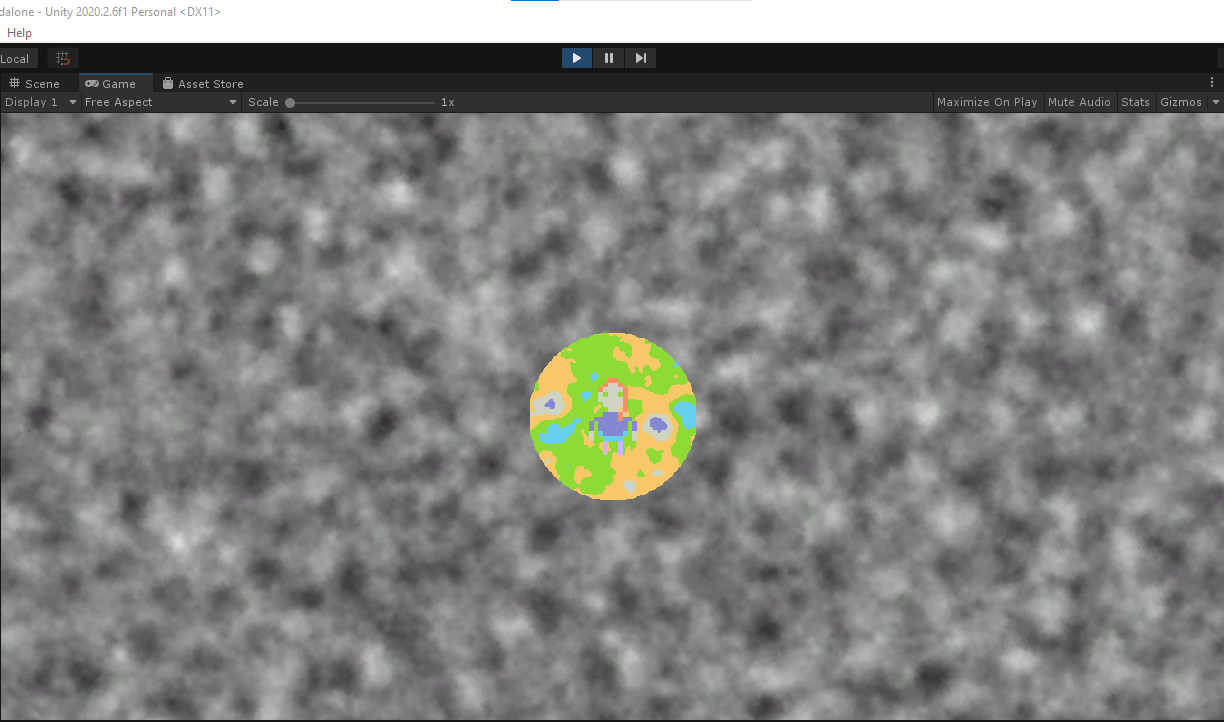 dalone - Unity 2020.2.6f1 Personal <DX11>
Help
Local
Scene Game Asset Store
Display 1 Free Aspect Scale 1x Maximize On Play Mute Audio Stats Gizmos